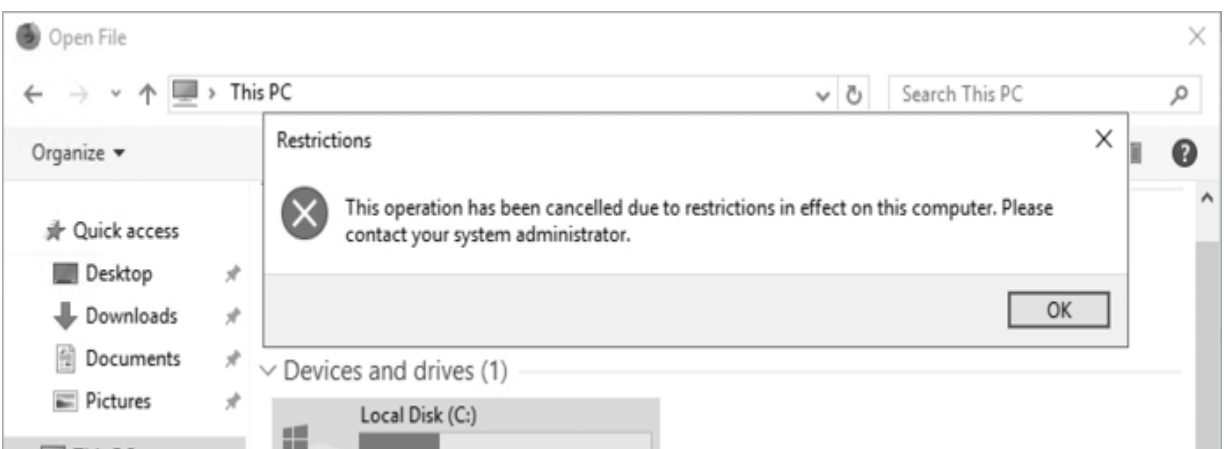 Open File
This PC
Search This PC
Organize
Restrictions
This operation has been cancelled due to restrictions in effect on this computer. Please
contact your system administrator.
OK
Quick access
Desktop
Downloads
Documents
Pictures
Devices and drives (1)
Local Disk (C:)